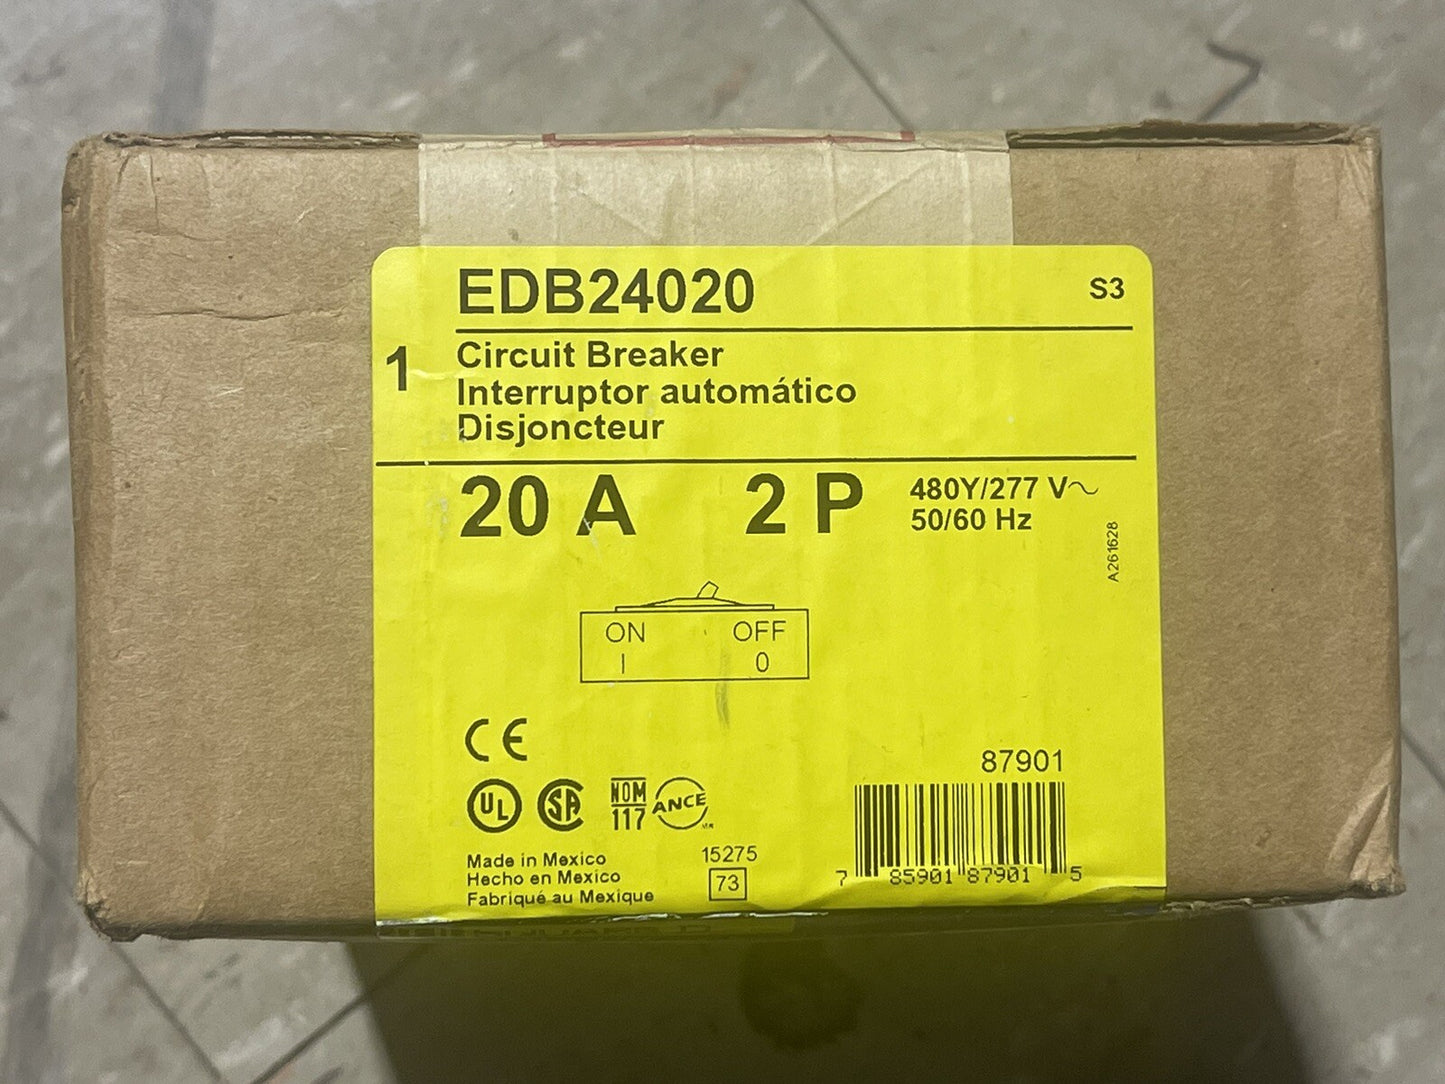 EDB24020
S3
1
Circuit Breaker
Interruptor automático
Disjoncteur
20 A 2 P
480Y/277 V~
50/60 Hz
A261628
ON OFF
I 0
CE
UL
SA
NOM
117
ANCE
87901
Made in Mexico
Hecho en Mexico
Fabriqué au Mexique
15275
73
7 85901 87901 5